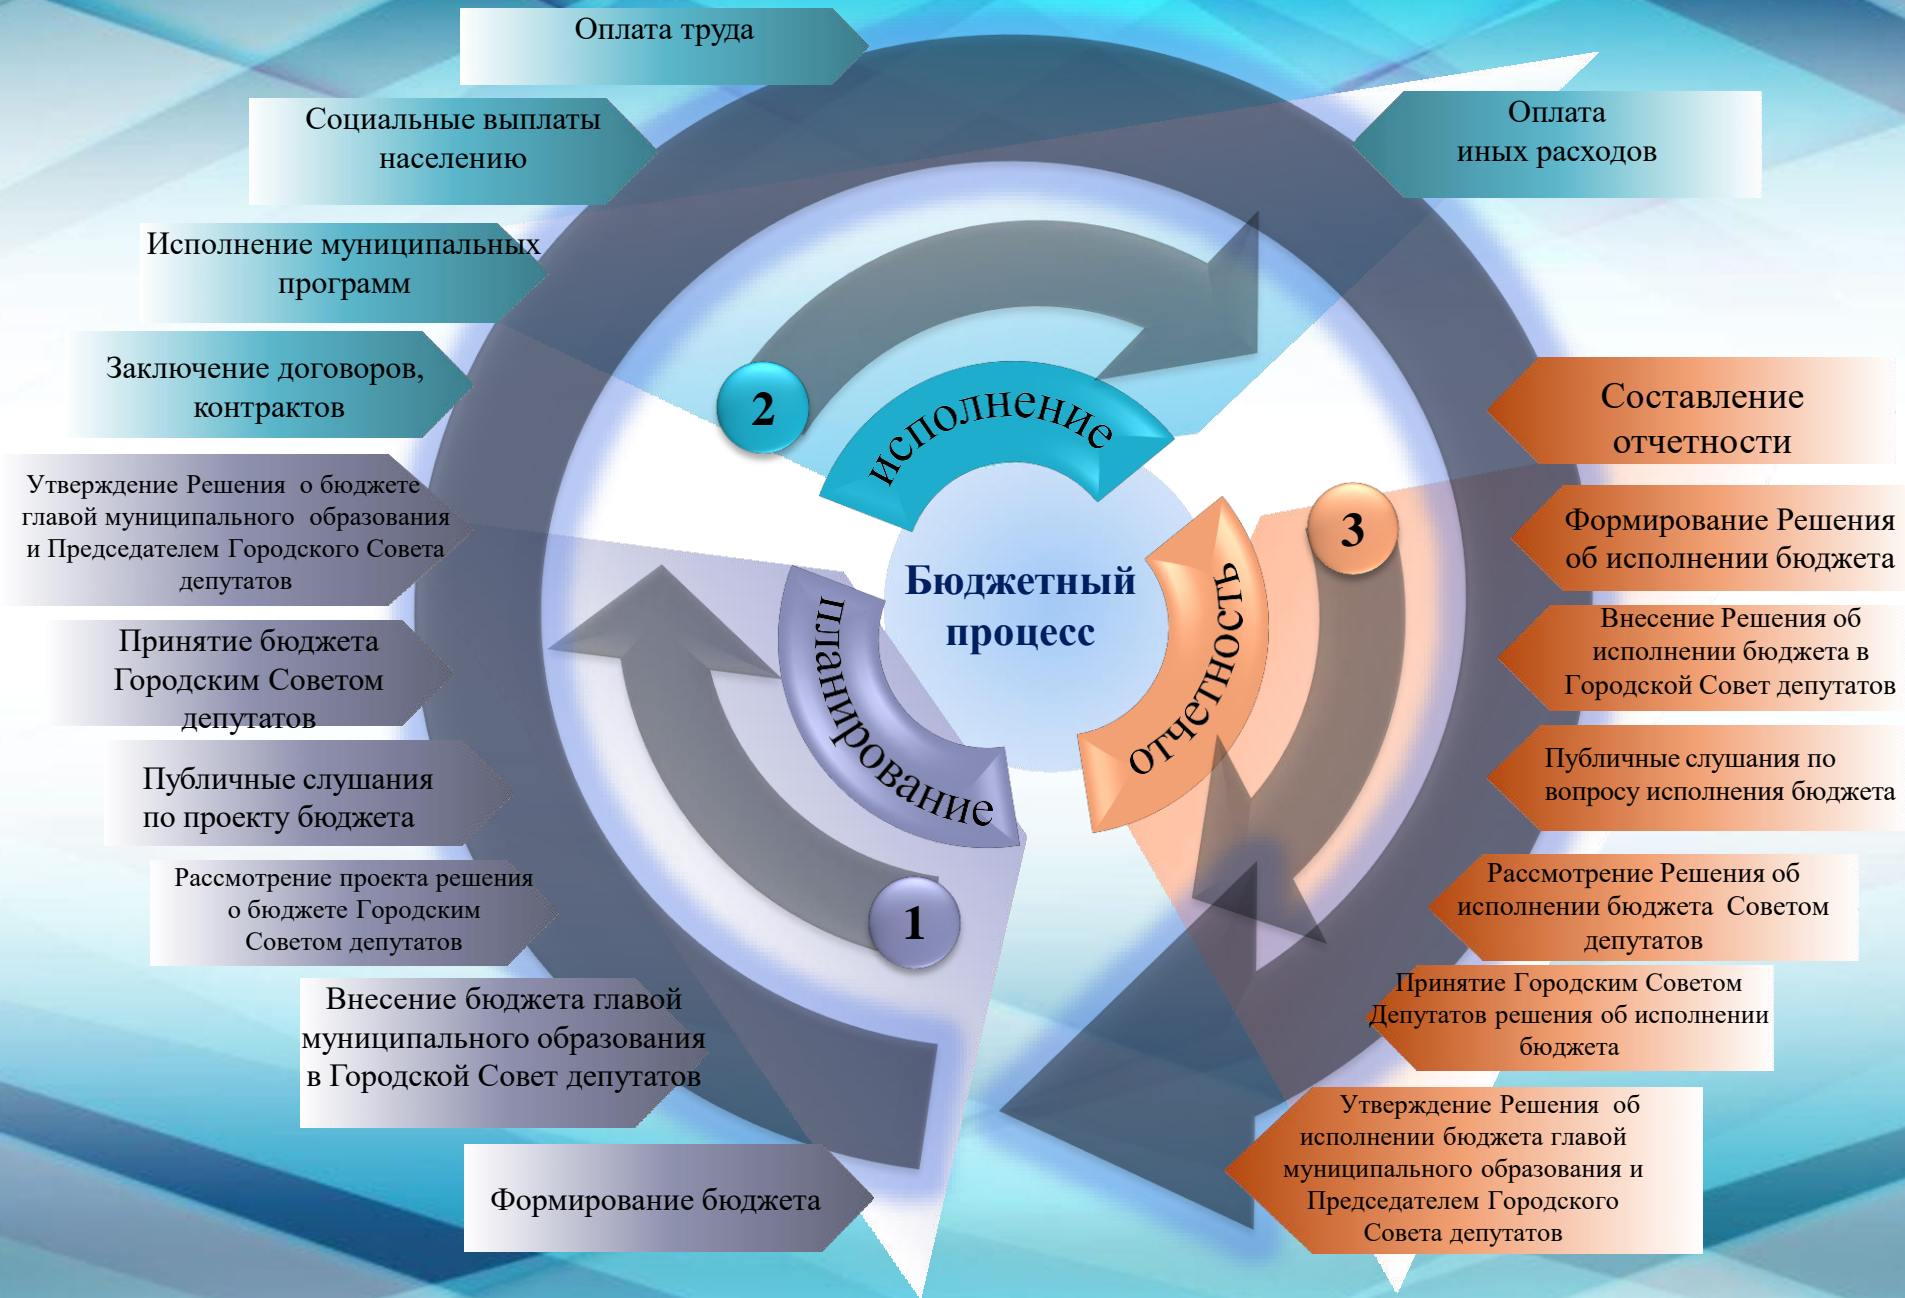 Оплата труда
Социальные выплаты
населению
Исполнение муниципальных
программ
Заключение договоров,
контрактов
Утверждение Решения о бюджете
главой муниципального образования
и Председателем Городского Совета
депутатов
Принятие бюджета
Городским Советом
депутатов
Публичные слушания
по проекту бюджета
Рассмотрение проекта решения
о бюджете Городским
Советом депутатов
Внесение бюджета главой
муниципального образования
в Городской Совет депутатов
Формирование бюджета
2
исполнение
Бюджетный
процесс
планирование
1
3
отчетность
Оплата
иных расходов
Составление
отчетности
Формирование Решения
об исполнении бюджета
Внесение Решения об
исполнении бюджета в
Городской Совет депутатов
Публичные слушания по
вопросу исполнения бюджета
Рассмотрение Решения об
исполнении бюджета Советом
депутатов
Принятие Городским Советом
Депутатов решения об исполнении
бюджета
Утверждение Решения об
исполнении бюджета главой
муниципального образования и
Председателем Городского
Совета депутатов